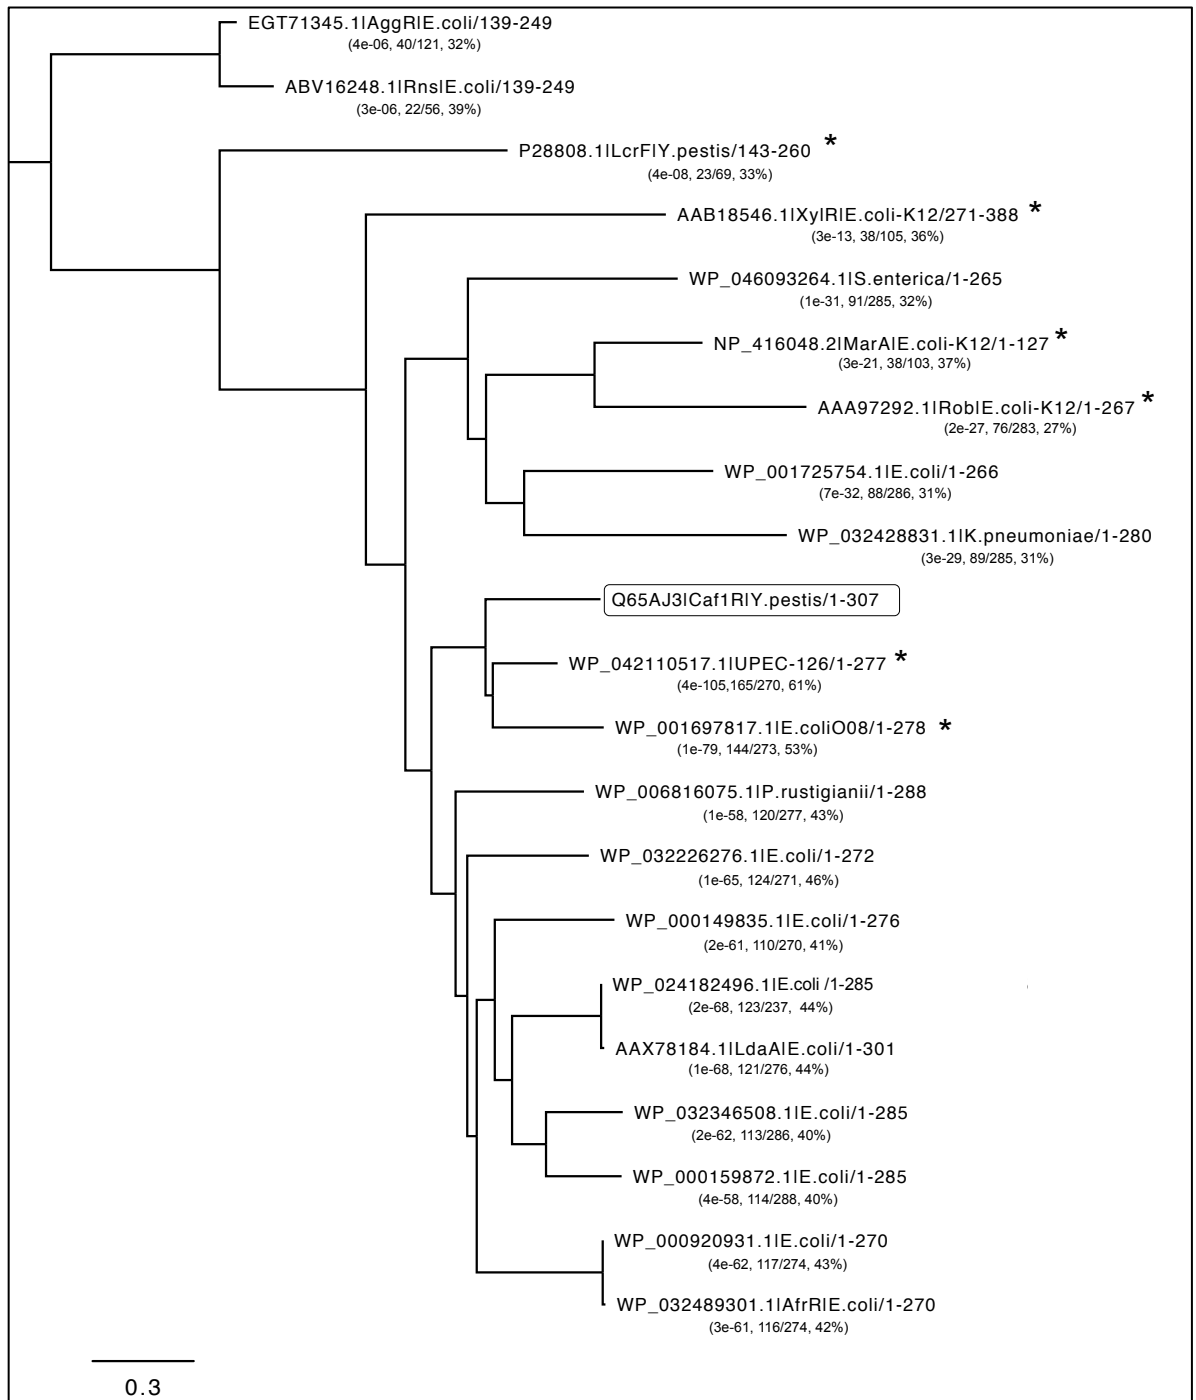 EGT71345.1|AggR|E.coli/139-249
(4e-06, 40/121, 32%)
ABV16248.1|Rns|E.coli/139-249
(3e-06, 22/56, 39%)
P28808.1|LcrF|Y.pestis/143-260 *
(4e-08, 23/69, 33%)
AAB18546.1|XylR|E.coli-K12/271-388 *
(3e-13, 38/105, 36%)
WP_046093264.1|S.enterica/1-265
(1e-31, 91/285, 32%)
NP_416048.2|MarA|E.coli-K12/1-127 *
(3e-21, 38/103, 37%)
AAA97292.1|Rob|E.coli-K12/1-267 *
(2e-27, 76/283, 27%)
WP_001725754.1|E.coli/1-266
(7e-32, 88/286, 31%)
WP_032428831.1|K.pneumoniae/1-280
(3e-29, 89/285, 31%)
Q65AJ3|Caf1R|Y.pestis/1-307
WP_042110517.1|UPEC-126/1-277 *
(4e-105,165/270, 61%)
WP_001697817.1|E.coliO08/1-278 *
(1e-79, 144/273, 53%)
WP_006816075.1|P.rustigianii/1-288
(1e-58, 120/277, 43%)
WP_032226276.1|E.coli/1-272
(1e-65, 124/271, 46%)
WP_000149835.1|E.coli/1-276
(2e-61, 110/270, 41%)
WP_024182496.1|E.coli /1-285
(2e-68, 123/237, 44%)
AAX78184.1|LdaA|E.coli/1-301
(1e-68, 121/276, 44%)
WP_032346508.1|E.coli/1-285
(2e-62, 113/286, 40%)
WP_000159872.1|E.coli/1-285
(4e-58, 114/288, 40%)
WP_000920931.1|E.coli/1-270
(4e-62, 117/274, 43%)
WP_032489301.1|AfrR|E.coli/1-270
(3e-61, 116/274, 42%)
0.3